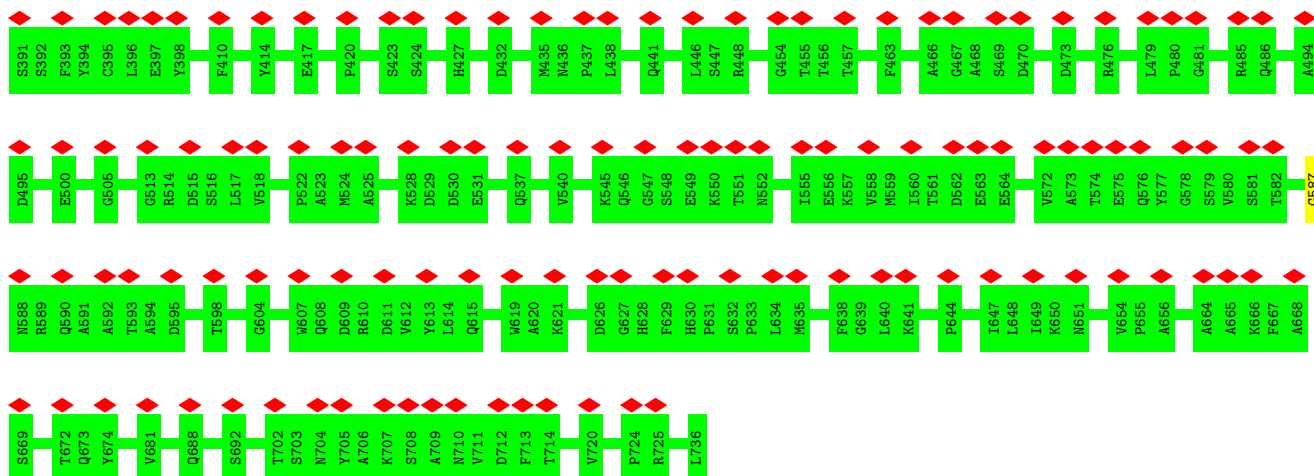 S391 S392 F393 Y394 C395 L396 E397 Y398 F410 Y414 E417 P420 S423 S424 H427 D432 M435 N436 P437 L438 Q441 L446 S447 R448 G454 T455 T456 T457 F463 A466 G467 A468 S469 D470 D473 R476 L479 P480 G481 R485 Q486 A494
D495 E500 G505 G513 R514 D515 S516 L517 V518 P522 A523 M524 A525 K528 D529 D530 E531 Q537 V540 K545 Q546 G547 S548 E549 K550 T551 N552 I555 E556 K557 V558 M559 I560 T561 D562 E563 E564 V572 A573 T574 E575 Q576 Y577 G578 S579 V580 S581 T582 G587
N588 R589 Q590 A591 A592 T593 A594 D595 T598 G604 W607 Q608 D609 R610 D611 V612 Y613 L614 Q615 W619 A620 K621 D626 G627 H628 F629 H630 P631 S632 P633 L634 M635 F638 G639 L640 K641 P644 I647 L648 I649 K650 N651 V654 P655 A656 A664 A665 K666 F667 A668
S669 T672 Q673 Y674 V681 Q688 S692 T702 S703 N704 Y705 A706 K707 S708 A709 N710 V711 D712 F713 T714 V720 P724 R725 L736